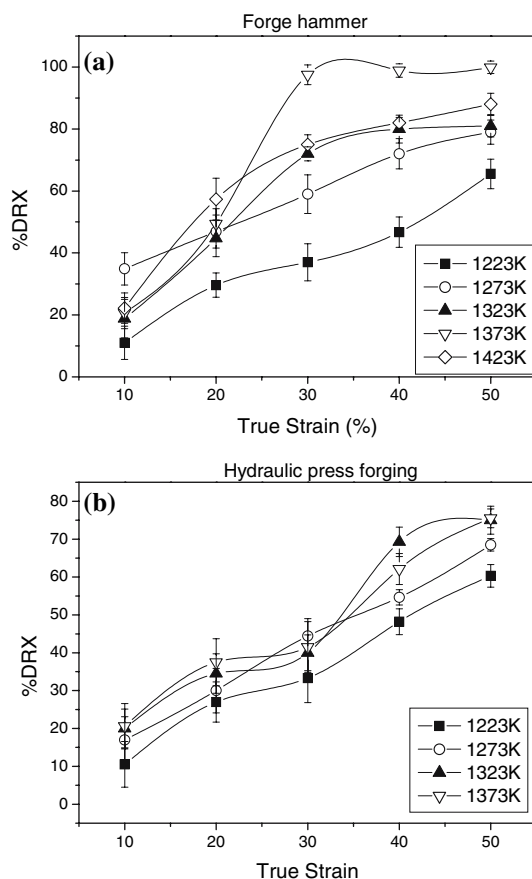 Forge hammer
(a)
100
80
60
40
20
0
%DRX
10 20 30 40 50
True Strain (%)
1223K
1273K
1323K
1373K
1423K
Hydraulic press forging
(b)
80
70
60
50
40
30
20
10
0
%DRX
10 20 30 40 50
True Strain
1223K
1273K
1323K
1373K